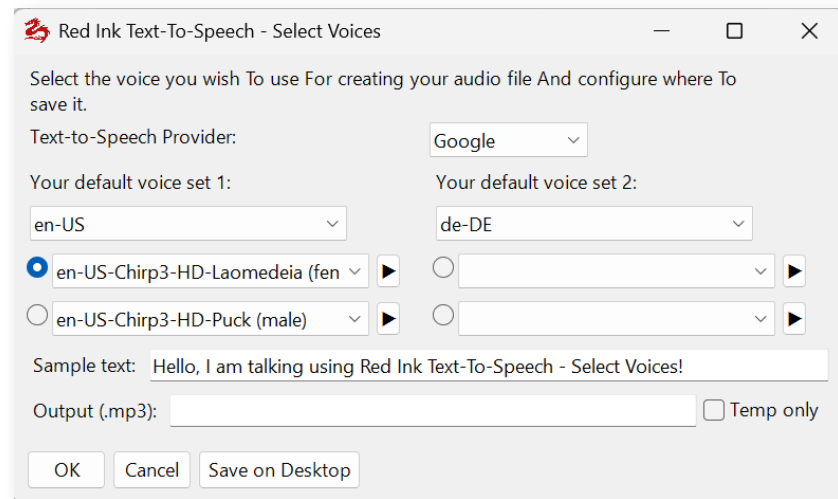 Red Ink Text-To-Speech - Select Voices
Select the voice you wish To use For creating your audio file And configure where To
save it.
Text-to-Speech Provider:
Google
Your default voice set 1:
Your default voice set 2:
en-US
de-DE
en-US-Chirp3-HD-Laomedeia (fen
en-US-Chirp3-HD-Puck (male)
Sample text:
Hello, I am talking using Red Ink Text-To-Speech - Select Voices!
Output (.mp3):
Temp only
OK
Cancel
Save on Desktop